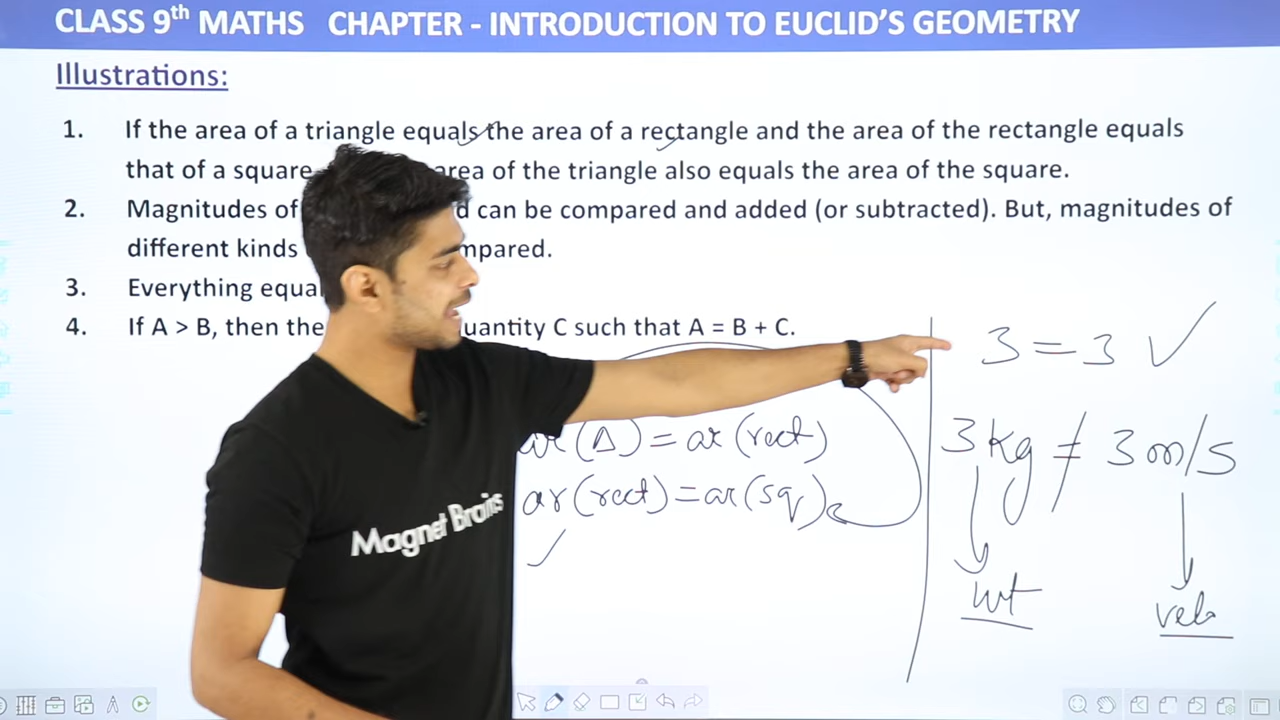 CLASS 9th MATHS CHAPTER - INTRODUCTION TO EUCLID'S GEOMETRY
Illustrations:
1. If the area of a triangle equals the area of a rectangle and the area of the rectangle equals
that of a square area of the triangle also equals the area of the square.
2. Magnitudes of can be compared and added (or subtracted). But, magnitudes of
different kinds
3. Everything
4. If A > B, then the such that A = B + C.
3 = 3 ✓
ar (Δ) = ar (rect)
ar (rect) = ar (sq)
3 kg ≠ 3 m/s
wt
velo
Magnet Brains